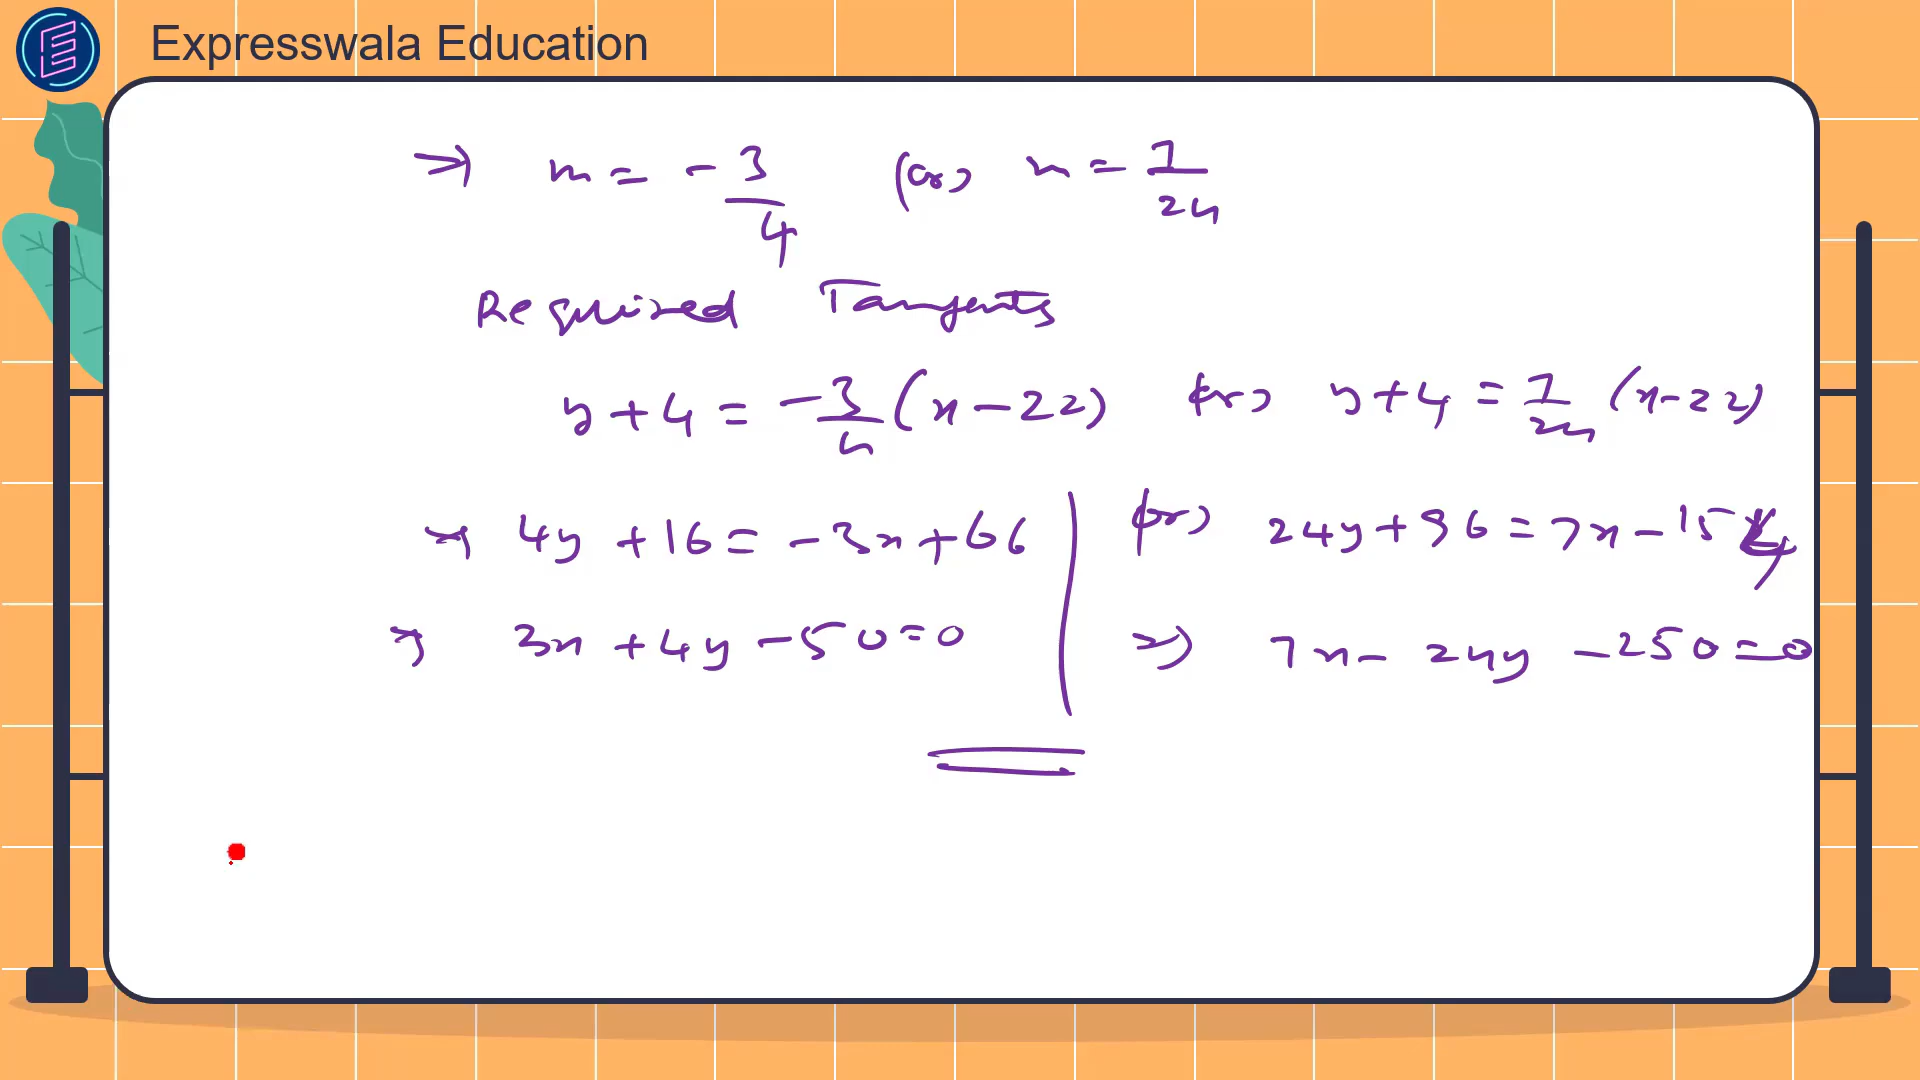 Expresswala Education
⇒ m = -3/4 (or) m = 7/24
Required Tangents
y+4 = -3/4 (x-22) (or) y+4 = 7/24 (x-22)
⇒ 4y +16 = -3x+66 (or) 24y+96 = 7x-154
⇒ 3x +4y -50=0 ⇒ 7x- 24y -250=0